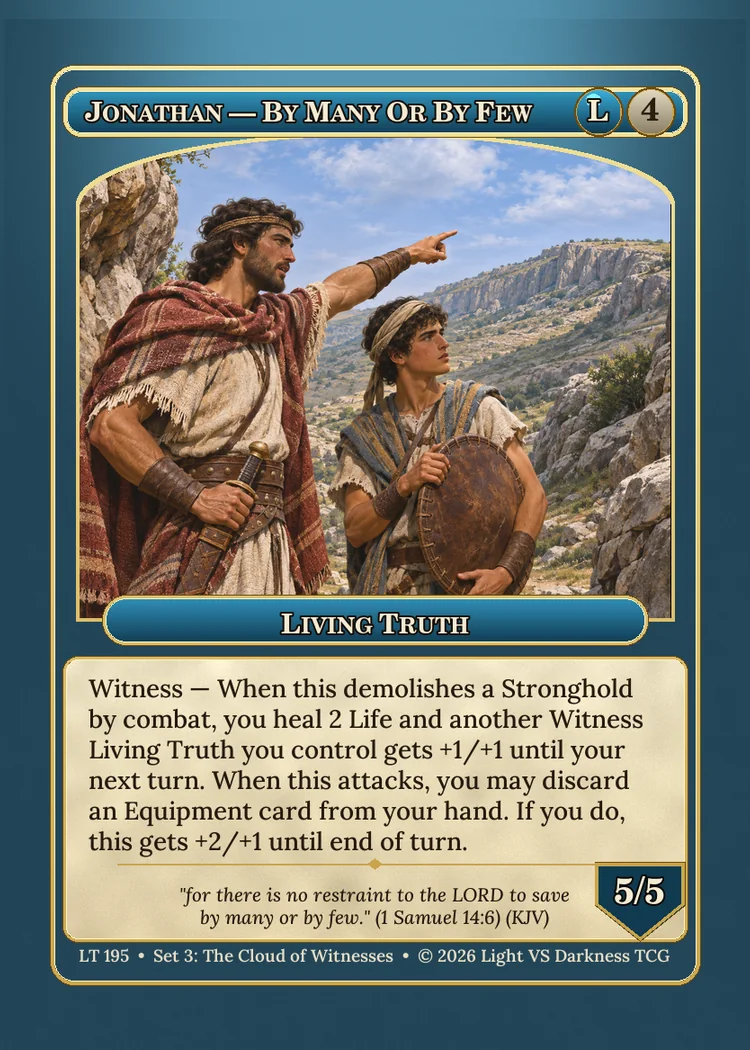 Jonathan — By Many Or By Few L 4
Living Truth
Witness — When this demolishes a Stronghold
by combat, you heal 2 Life and another Witness
Living Truth you control gets +1/+1 until your
next turn. When this attacks, you may discard
an Equipment card from your hand. If you do,
this gets +2/+1 until end of turn.
"for there is no restraint to the LORD to save
by many or by few." (1 Samuel 14:6) (KJV)
5/5
LT 195 • Set 3: The Cloud of Witnesses • © 2026 Light VS Darkness TCG